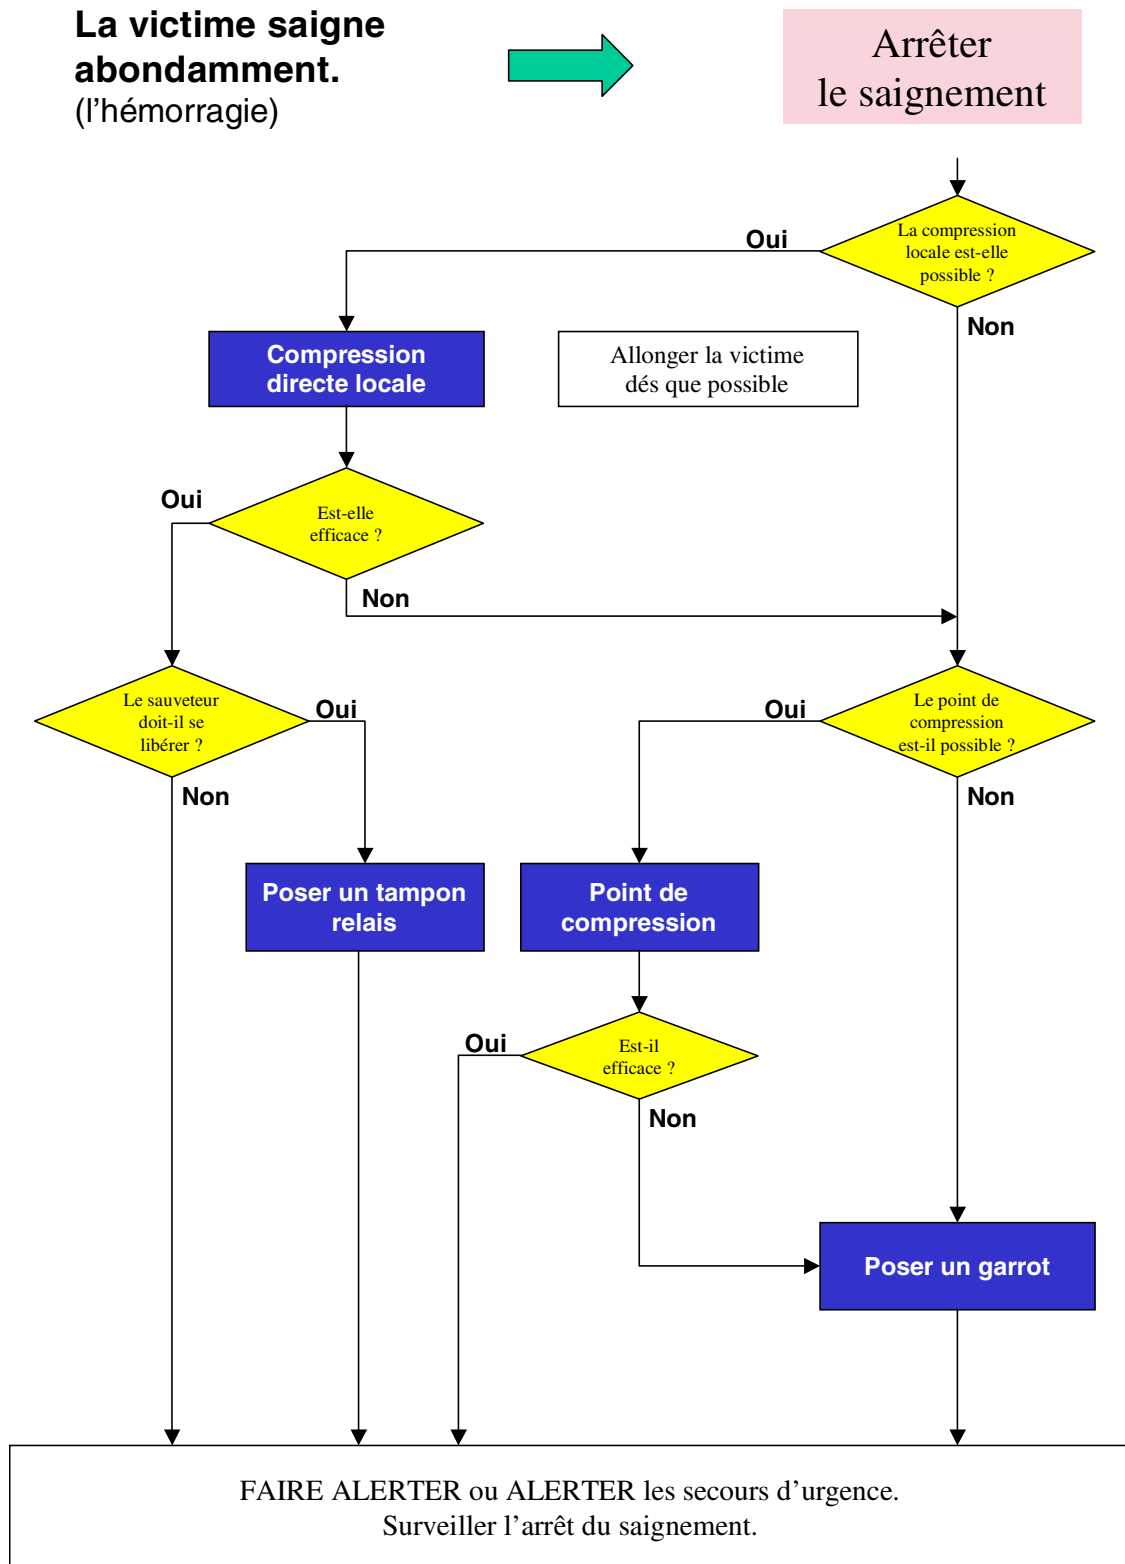 La victime saigne
abondamment.
(l'hémorragie)
Arrêter
le saignement
La compression
locale est-elle
possible ?
Oui
Non
Compression
directe locale
Allonger la victime
dés que possible
Est-elle
efficace ?
Oui
Non
Le sauveteur
doit-il se
libérer ?
Oui
Non
Le point de
compression
est-il possible ?
Oui
Non
Poser un tampon
relais
Point de
compression
Est-il
efficace ?
Oui
Non
Poser un garrot
FAIRE ALERTER ou ALERTER les secours d’urgence.
Surveiller l’arrêt du saignement.